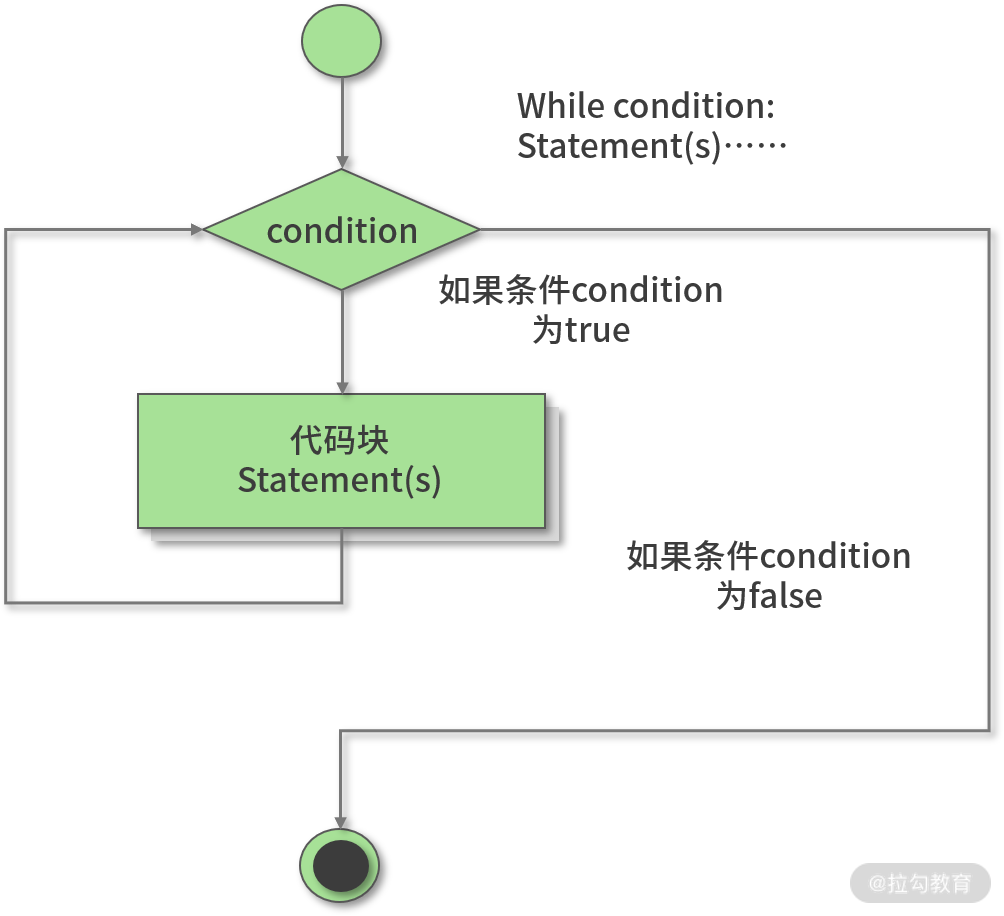 While condition:
Statement(s)……
condition
如果条件condition
为true
代码块
Statement(s)
如果条件condition
为false
@拉勾教育